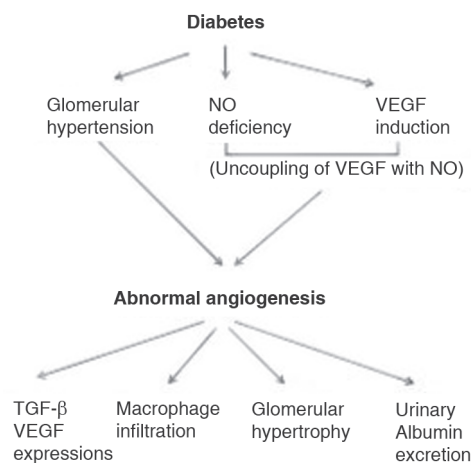 Diabetes
Glomerular
hypertension
NO
deficiency
VEGF
induction
(Uncoupling of VEGF with NO)
Abnormal angiogenesis
TGF-β
VEGF
expressions
Macrophage
infiltration
Glomerular
hypertrophy
Urinary
Albumin
excretion